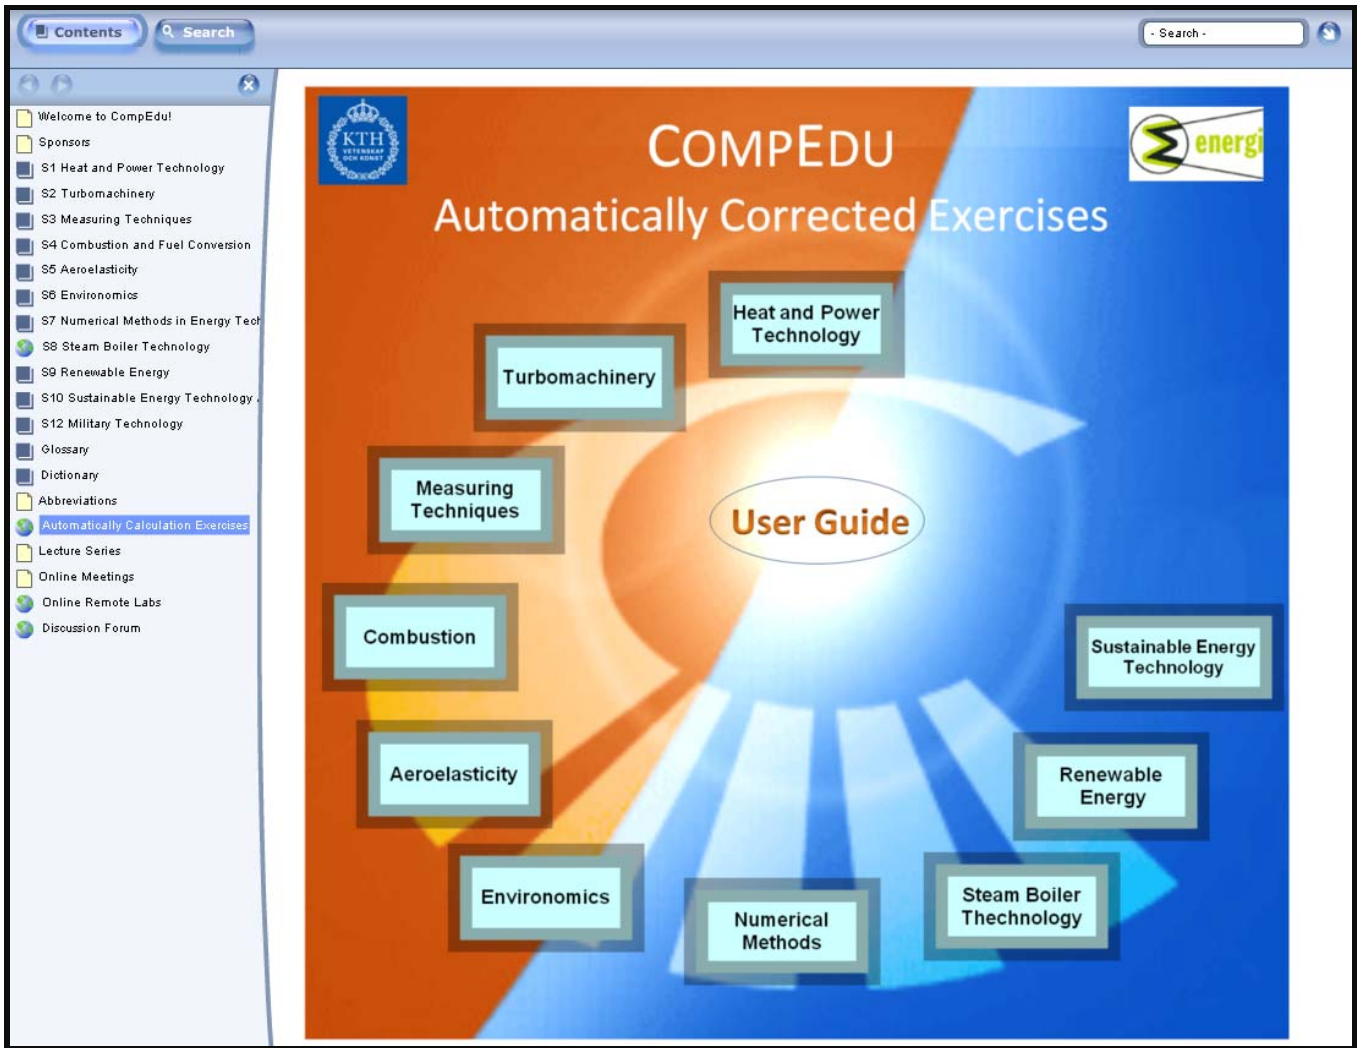 Contents
Search
- Search -
Welcome to CompEdu!
Sponsors
S1 Heat and Power Technology
S2 Turbomachinery
S3 Measuring Techniques
S4 Combustion and Fuel Conversion
S5 Aeroelasticity
S6 Environomics
S7 Numerical Methods in Energy Tech
S8 Steam Boiler Technology
S9 Renewable Energy
S10 Sustainable Energy Technology
S12 Military Technology
Glossary
Dictionary
Abbreviations
Automatically Calculation Exercises
Lecture Series
Online Meetings
Online Remote Labs
Discussion Forum
KTH
VETENSKAP
OCH KONST
COMPEDU
energi
Automatically Corrected Exercises
Heat and Power
Technology
Turbomachinery
Measuring
Techniques
User Guide
Combustion
Sustainable Energy
Technology
Aeroelasticity
Renewable
Energy
Environomics
Steam Boiler
Thechnology
Numerical
Methods